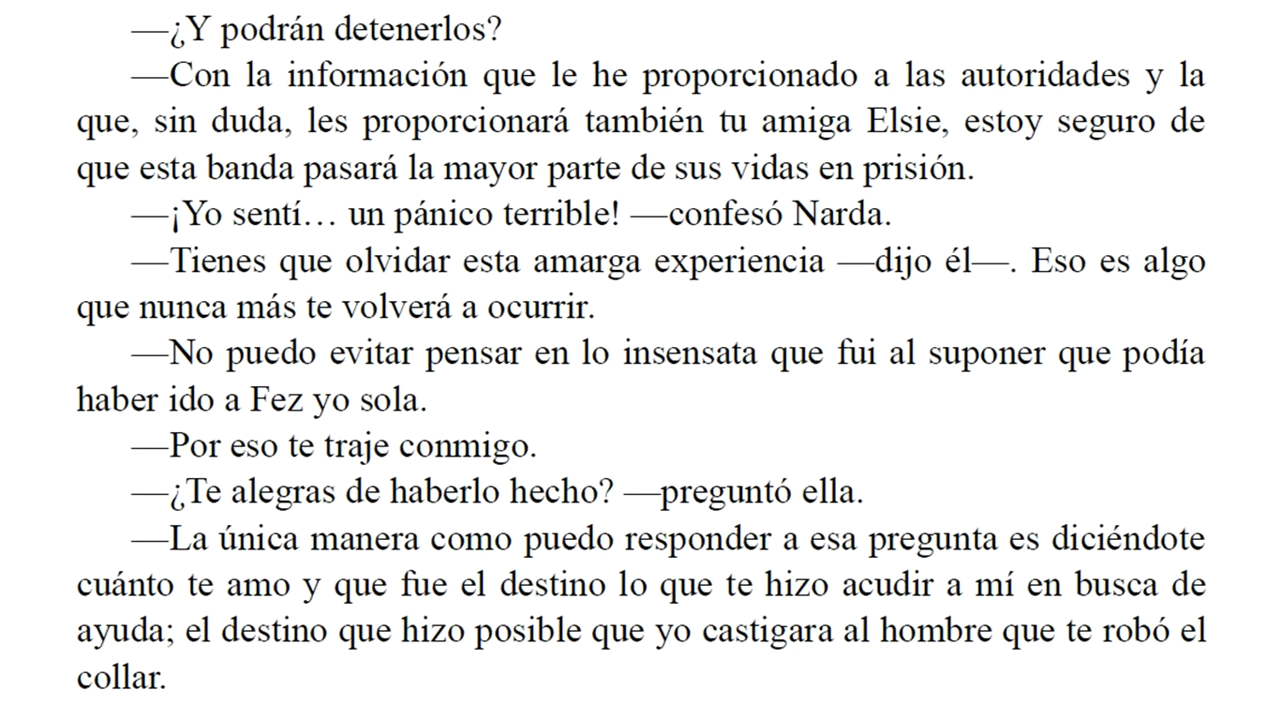 —¿Y podrán detenerlos?
—Con la información que le he proporcionado a las autoridades y la
que, sin duda, les proporcionará también tu amiga Elsie, estoy seguro de
que esta banda pasará la mayor parte de sus vidas en prisión.
—¡Yo sentí… un pánico terrible! —confesó Narda.
—Tienes que olvidar esta amarga experiencia —dijo él—. Eso es algo
que nunca más te volverá a ocurrir.
—No puedo evitar pensar en lo insensata que fui al suponer que podía
haber ido a Fez yo sola.
—Por eso te traje conmigo.
—¿Te alegras de haberlo hecho? —preguntó ella.
—La única manera como puedo responder a esa pregunta es diciéndote
cuánto te amo y que fue el destino lo que te hizo acudir a mí en busca de
ayuda; el destino que hizo posible que yo castigara al hombre que te robó el
collar.